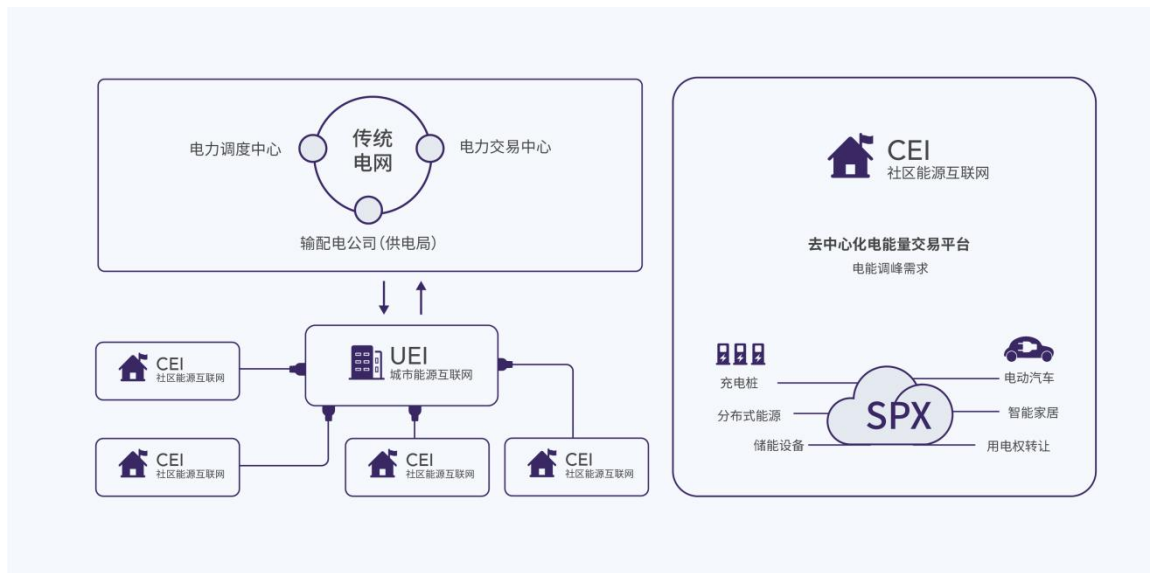 传统
电网
电力调度中心
电力交易中心
输配电公司(供电局)
UEI
城市能源互联网
CEI
社区能源互联网
CEI
社区能源互联网
CEI
社区能源互联网
CEI
社区能源互联网
CEI
社区能源互联网
去中心化电能量交易平台
电能调峰需求
充电桩
电动汽车
分布式能源
SPX
智能家居
储能设备
用电权转让